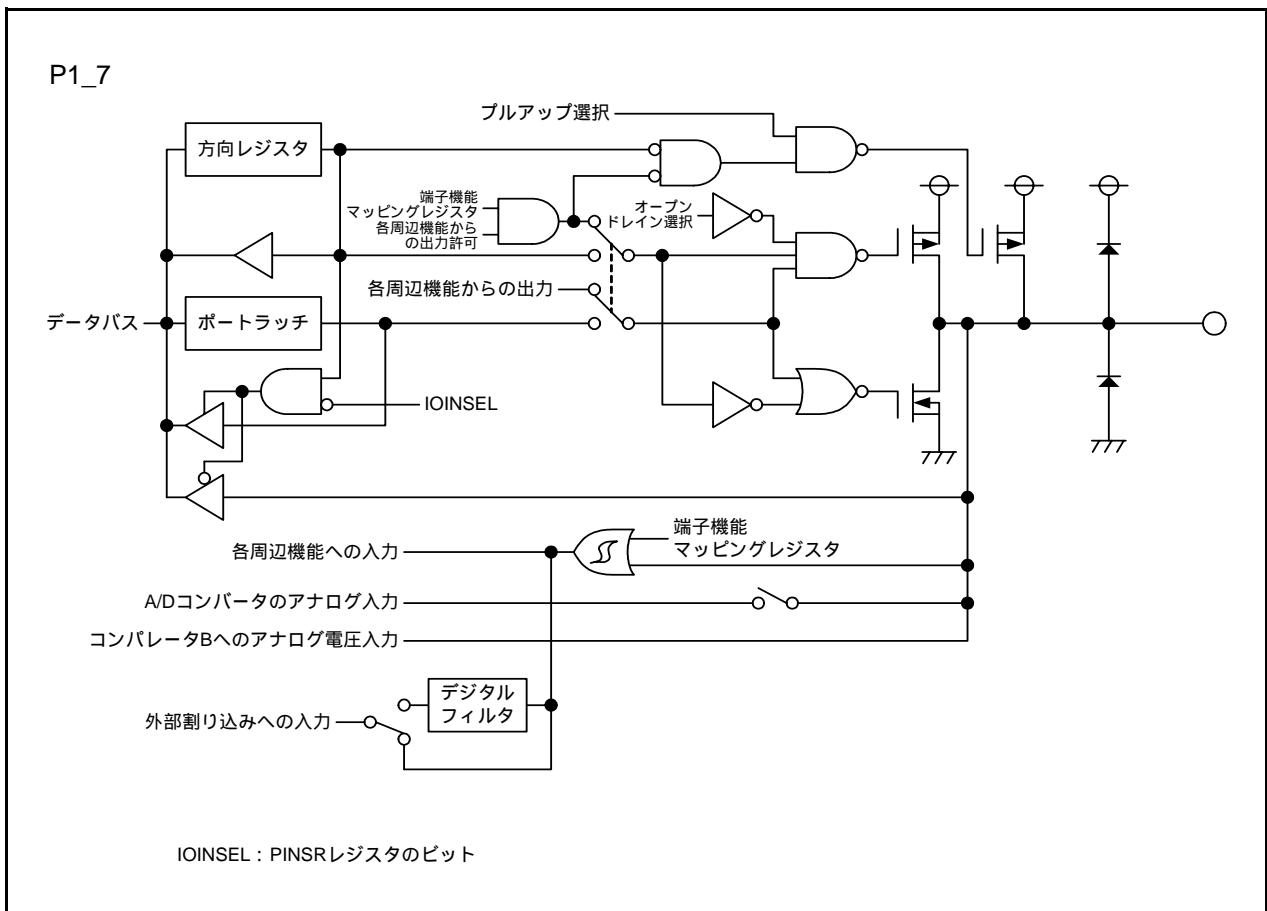 P1_7
プルアップ選択
方向レジスタ
端子機能
マッピングレジスタ
各周辺機能から
の出力許可
オープン
ドレイン選択
各周辺機能からの出力
データバス
ポートラッチ
IOINSEL
端子機能
マッピングレジスタ
各周辺機能への入力
A/Dコンバータのアナログ入力
コンパレータBへのアナログ電圧入力
デジタル
フィルタ
外部割り込みへの入力
IOINSEL：PINSRレジスタのビット